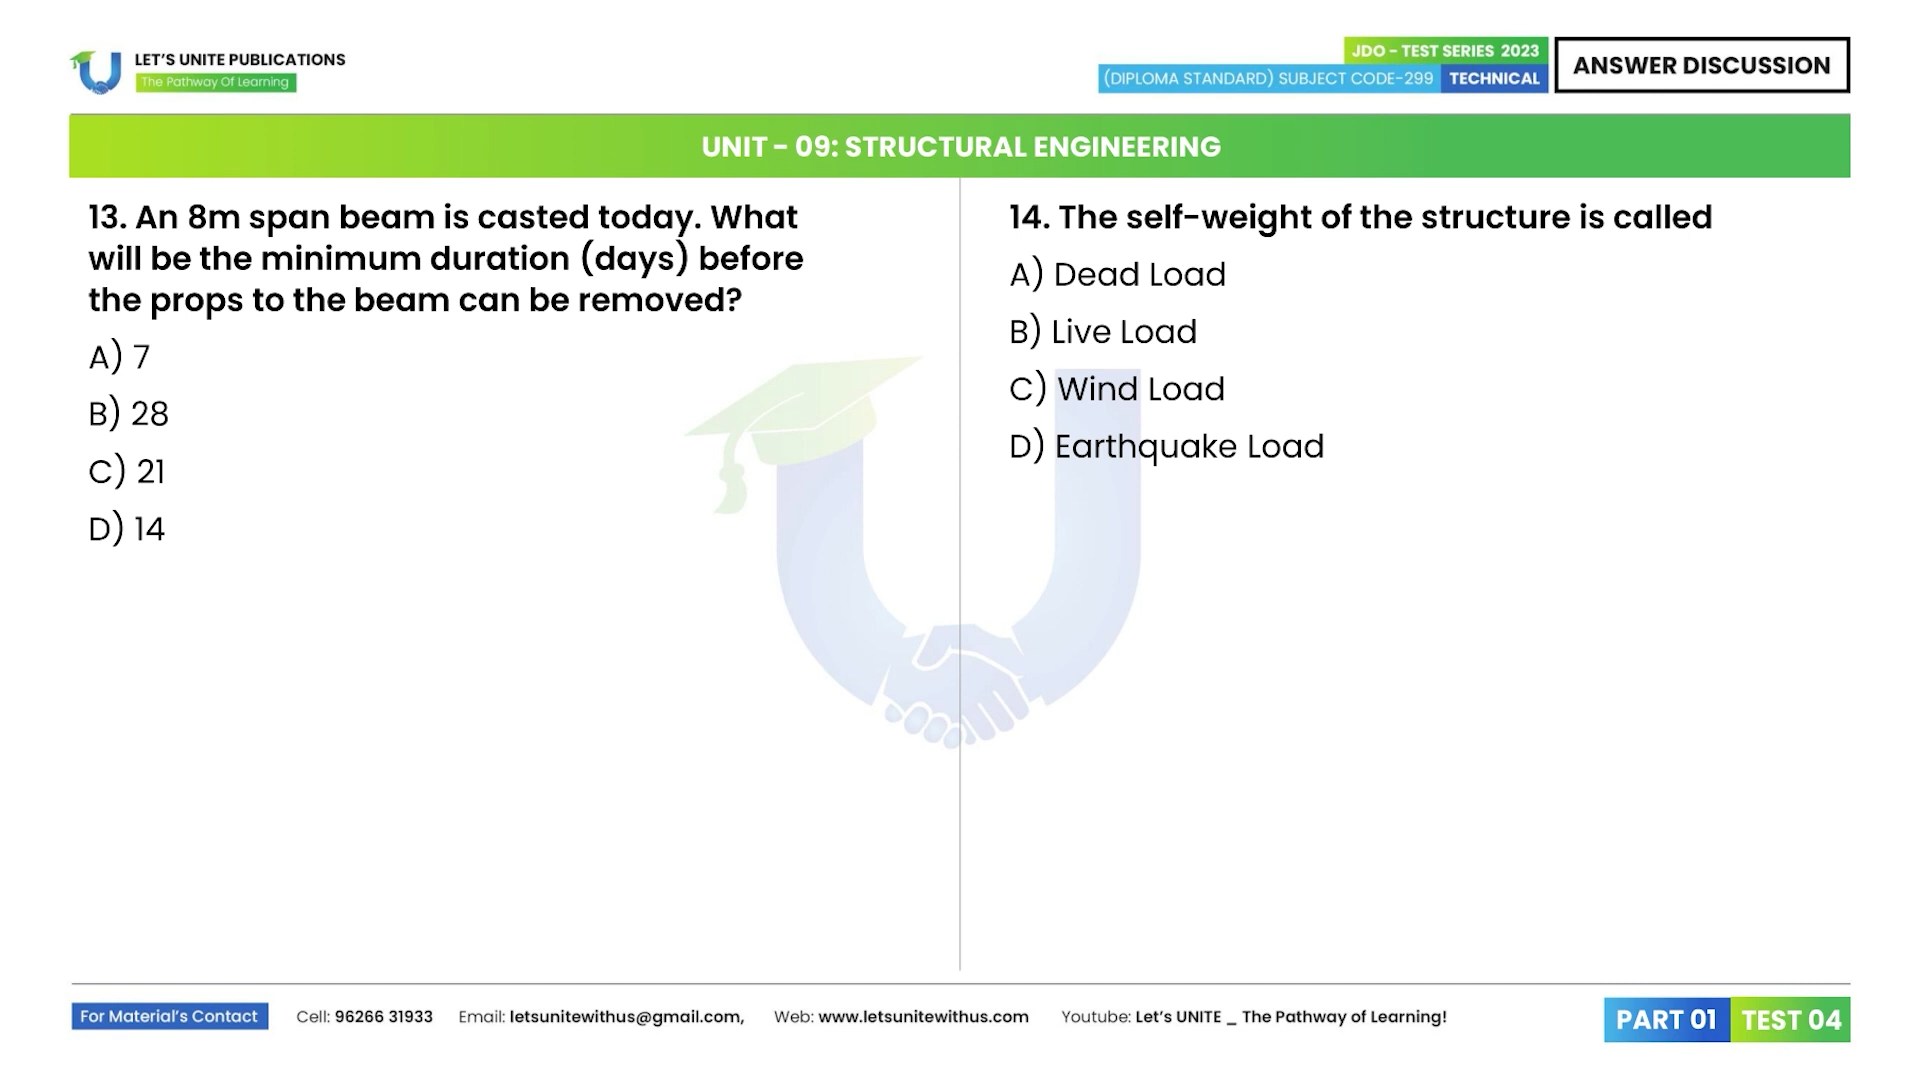 LET'S UNITE PUBLICATIONS
The Pathway Of Learning
JDO - TEST SERIES 2023
(DIPLOMA STANDARD) SUBJECT CODE-299 TECHNICAL
ANSWER DISCUSSION
UNIT - 09: STRUCTURAL ENGINEERING
13. An 8m span beam is casted today. What
will be the minimum duration (days) before
the props to the beam can be removed?
A) 7
B) 28
C) 21
D) 14
14. The self-weight of the structure is called
A) Dead Load
B) Live Load
C) Wind Load
D) Earthquake Load
For Material's Contact Cell: 96266 31933 Email: letsunitewithus@gmail.com, Web: www.letsunitewithus.com Youtube: Let's UNITE _ The Pathway of Learning!
PART 01 TEST 04